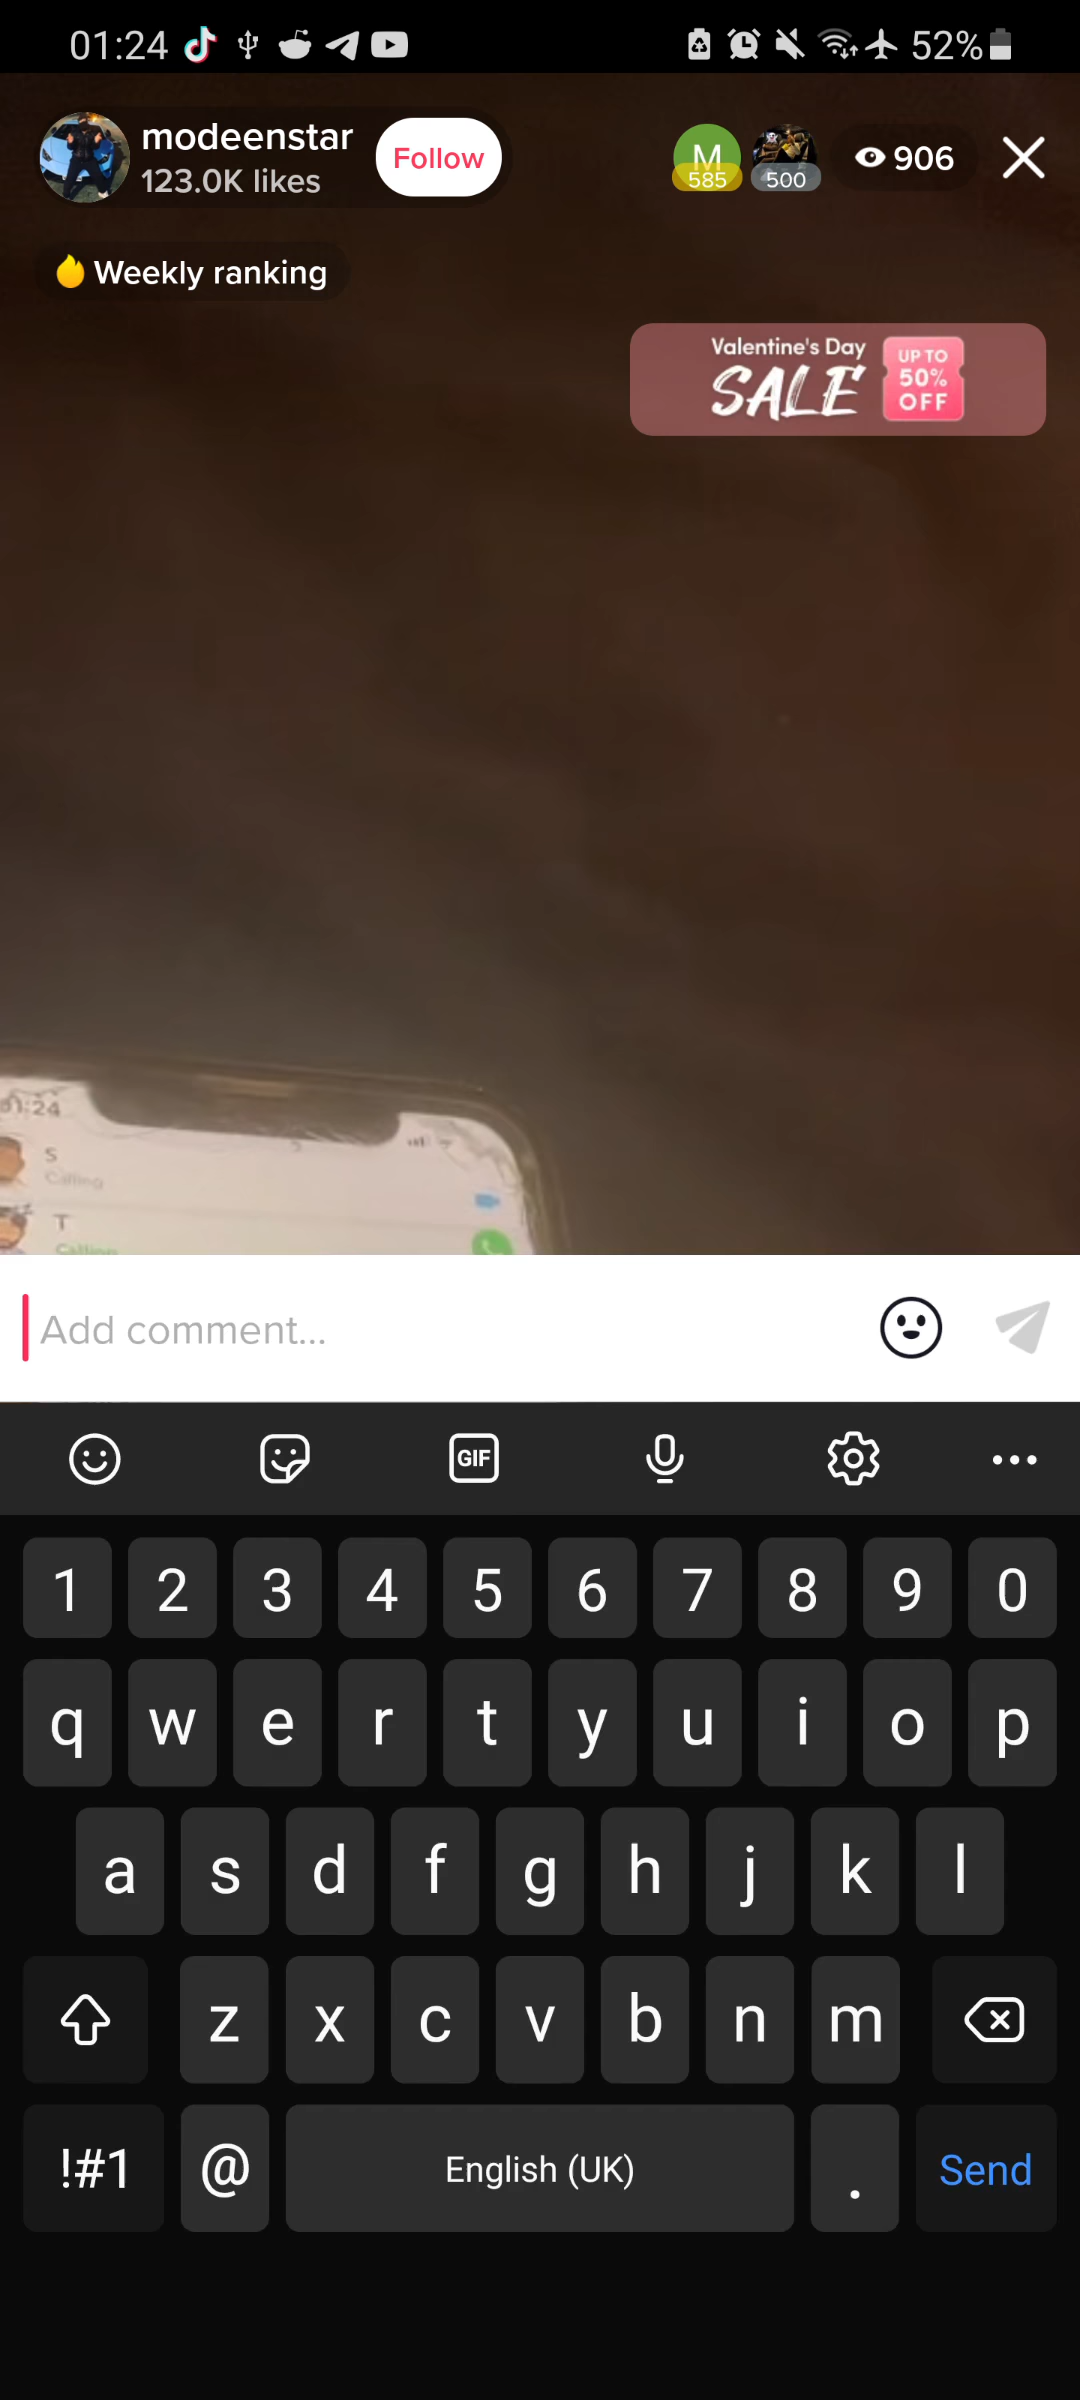 01:24
52%
modeenstar
123.0K likes
Follow
M
585
500
906
Weekly ranking
Valentine's Day
SALE
UP TO
50%
OFF
01:24
S
Calling
T
Calling
Add comment...
GIF
1 2 3 4 5 6 7 8 9 0
q w e r t y u i o p
a s d f g h j k l
z x c v b n m
!#1 @ English (UK) . Send